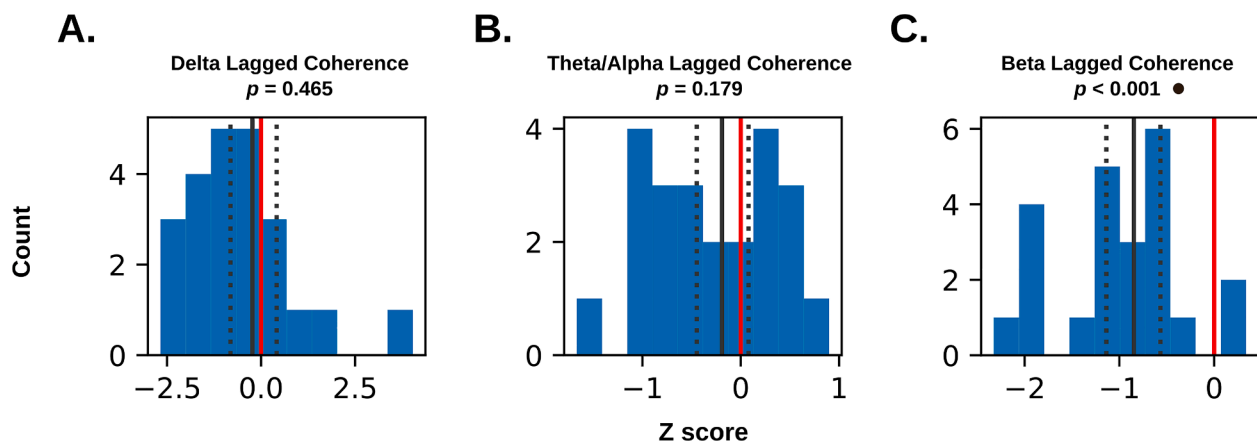 A.
Delta Lagged Coherence
p = 0.465
4
2
0
−2.5 0.0 2.5
B.
Theta/Alpha Lagged Coherence
p = 0.179
4
2
0
−1 0 1
C.
Beta Lagged Coherence
p < 0.001 ●
6
4
2
0
−2 −1 0
Count
Z score